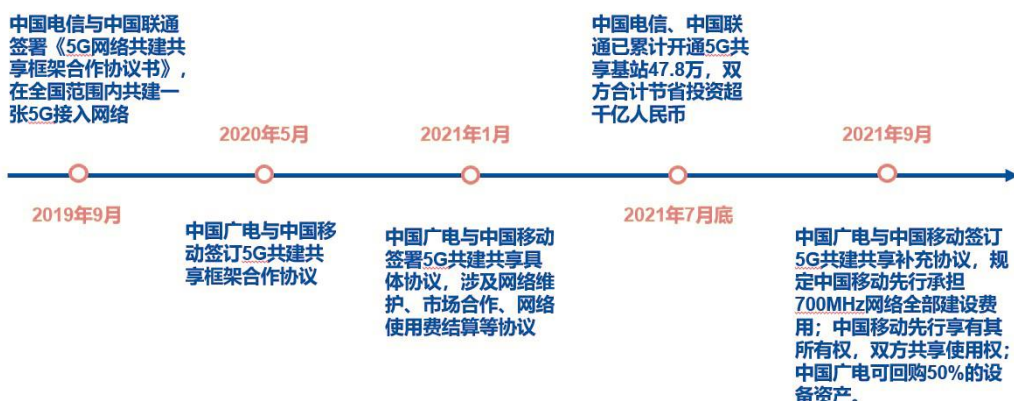 中国电信与中国联通
签署《5G网络共建共
享框架合作协议书》，
在全国范围内共建一
张5G接入网络
中国电信、中国联
通已累计开通5G共
享基站47.8万，双
方合计节省投资超
千亿人民币
2020年5月
2021年1月
2021年9月
2019年9月
2021年7月底
中国广电与中国移
动签订5G共建共
享框架合作协议
中国广电与中国移动
签署5G共建共享具
体协议，涉及网络维
护、市场合作、网络
使用费结算等协议
中国广电与中国移动签订
5G共建共享补充协议，规
定中国移动先行承担
700MHz网络全部建设费
用；中国移动先行享有其
所有权，双方共享使用权；
中国广电可回购50%的设
备资产。